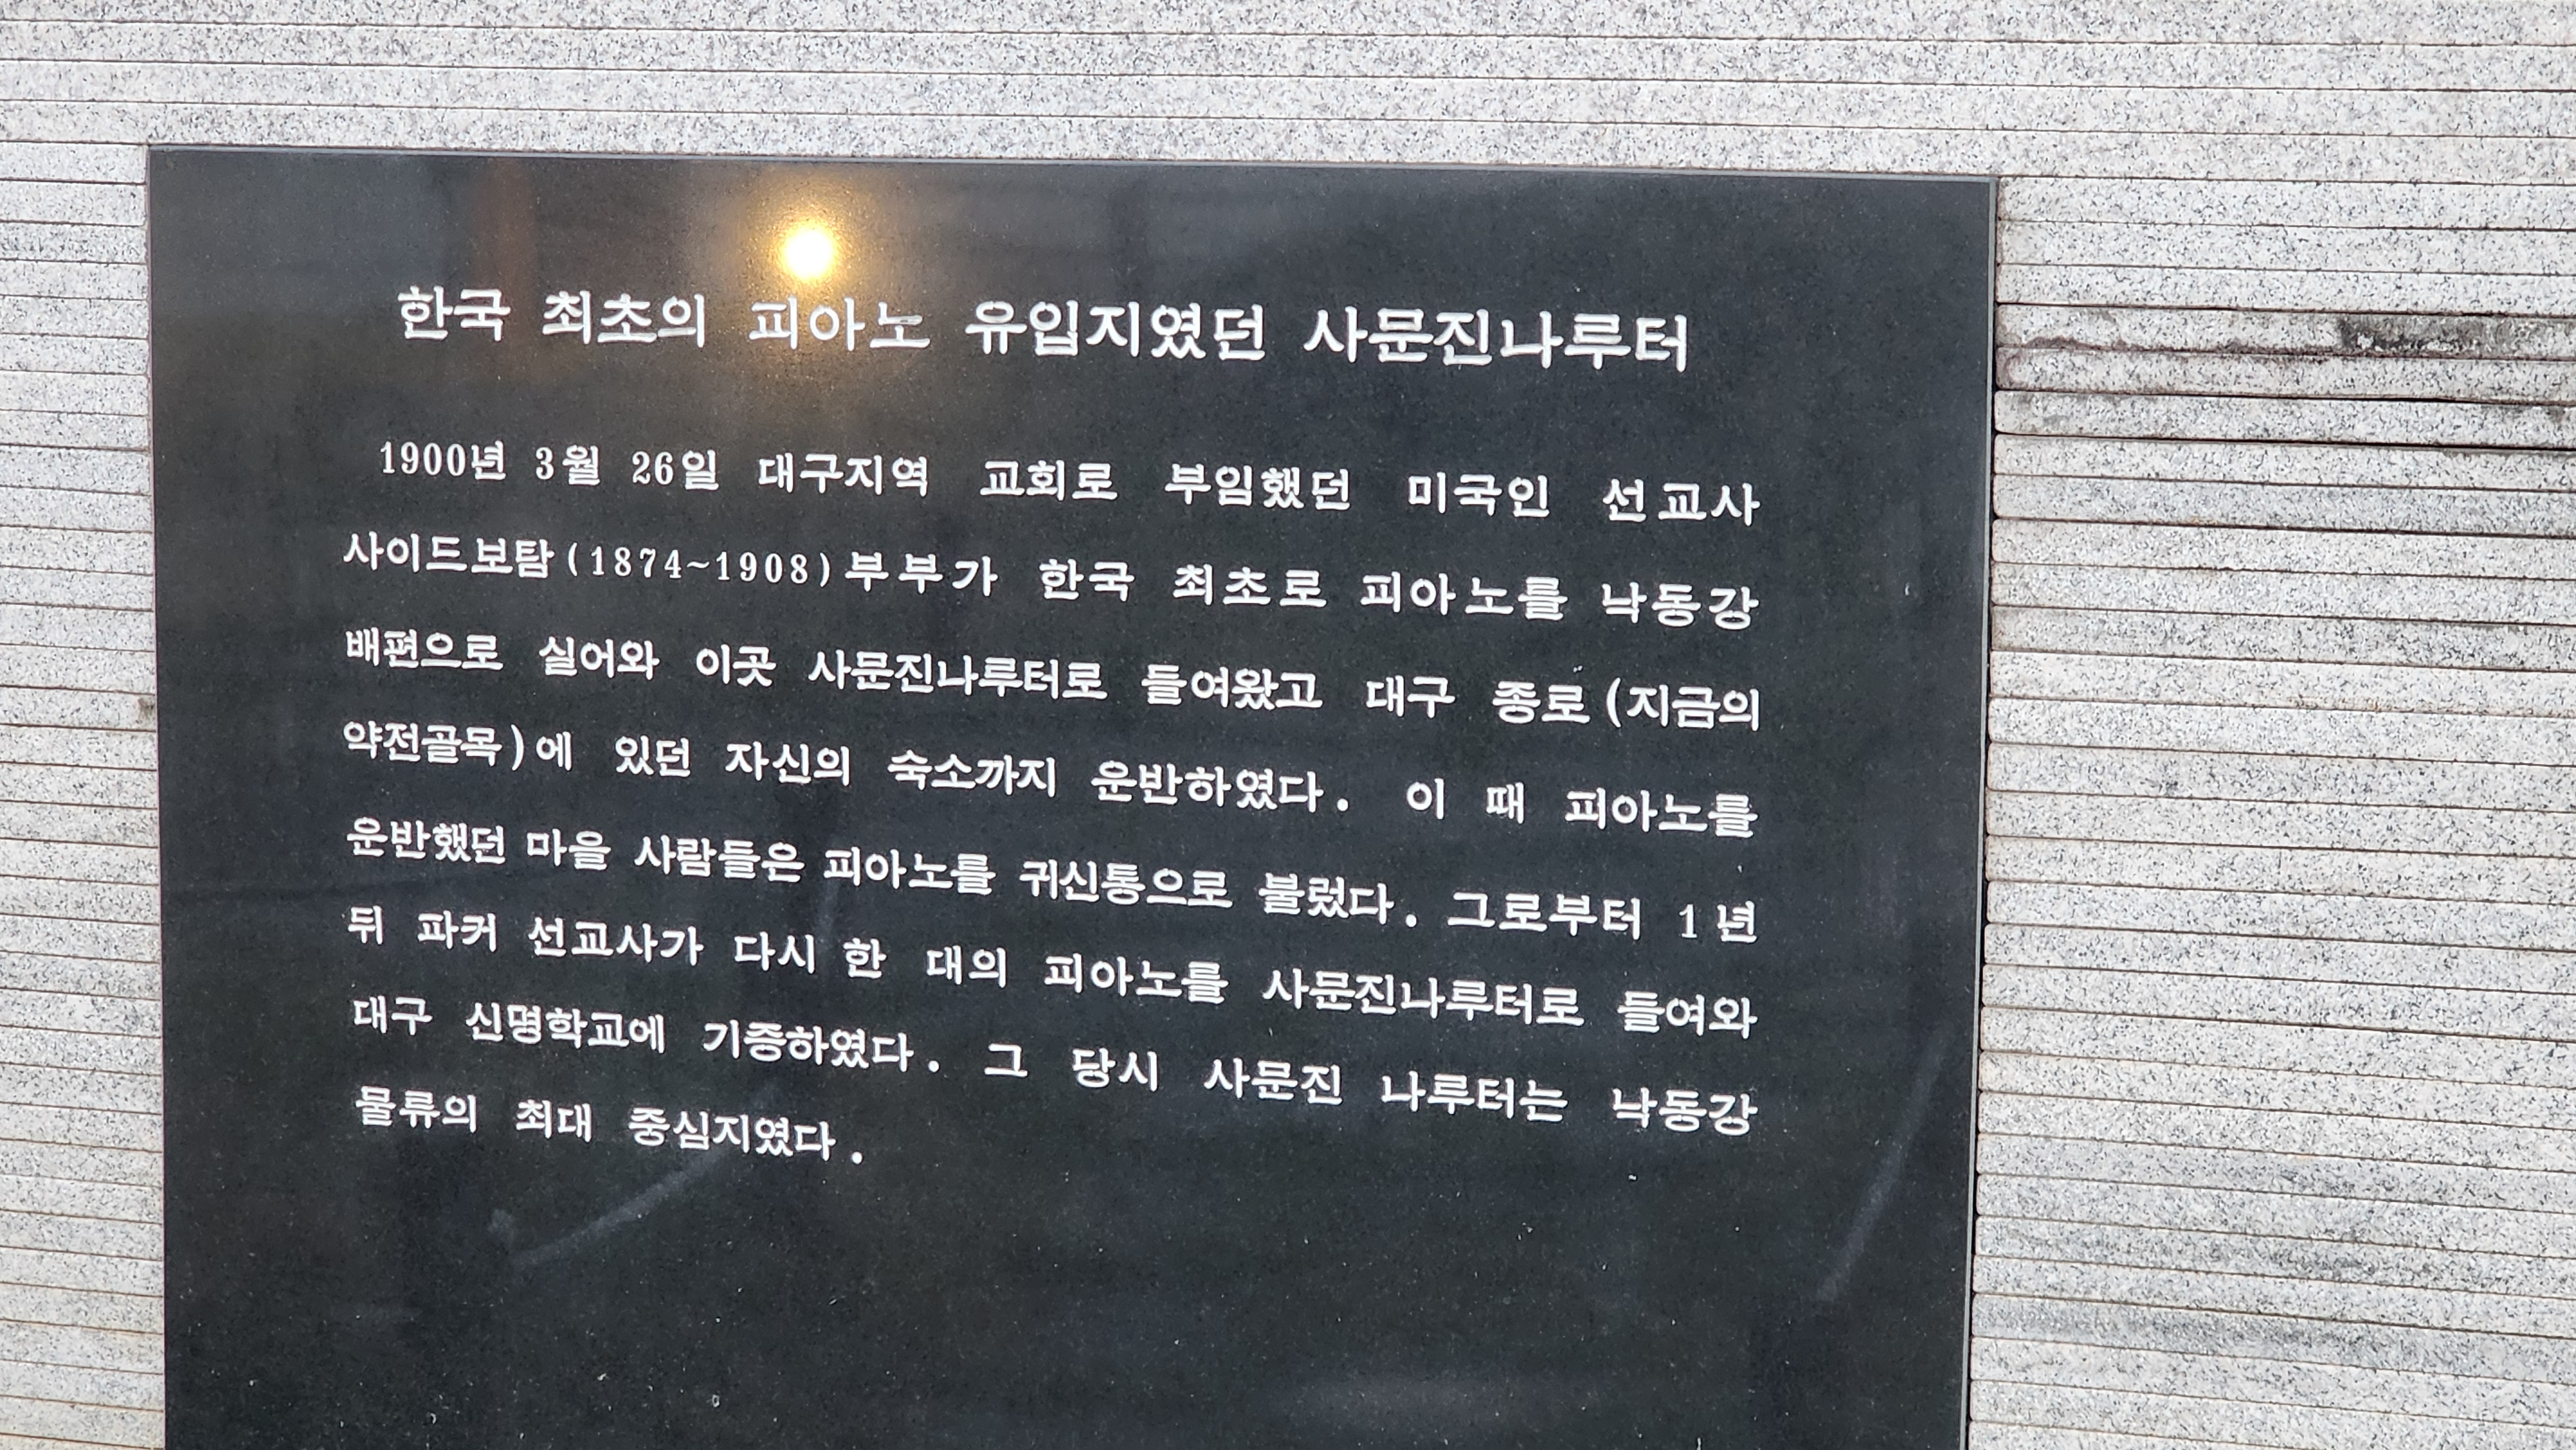 한국 최초의 피아노 유입지였던 사문진나루터
1900년 3월 26일 대구지역 교회로 부임했던 미국인 선교사
사이드보탐(1874~1908)부부가 한국 최초로 피아노를 낙동강
배편으로 실어와 이곳 사문진나루터로 들여왔고 대구 종로(지금의
약전골목)에 있던 자신의 숙소까지 운반하였다. 이 때 피아노를
운반했던 마을 사람들은 피아노를 귀신통으로 불렀다. 그로부터 1년
뒤 파커 선교사가 다시 한 대의 피아노를 사문진나루터로 들여와
대구 신명학교에 기증하였다. 그 당시 사문진 나루터는 낙동강
물류의 최대 중심지였다.